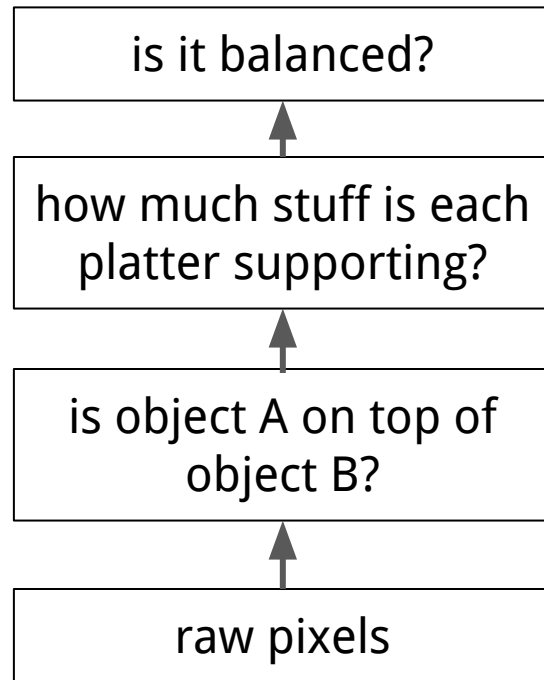 is it balanced?
how much stuff is each
platter supporting?
is object A on top of
object B?
raw pixels